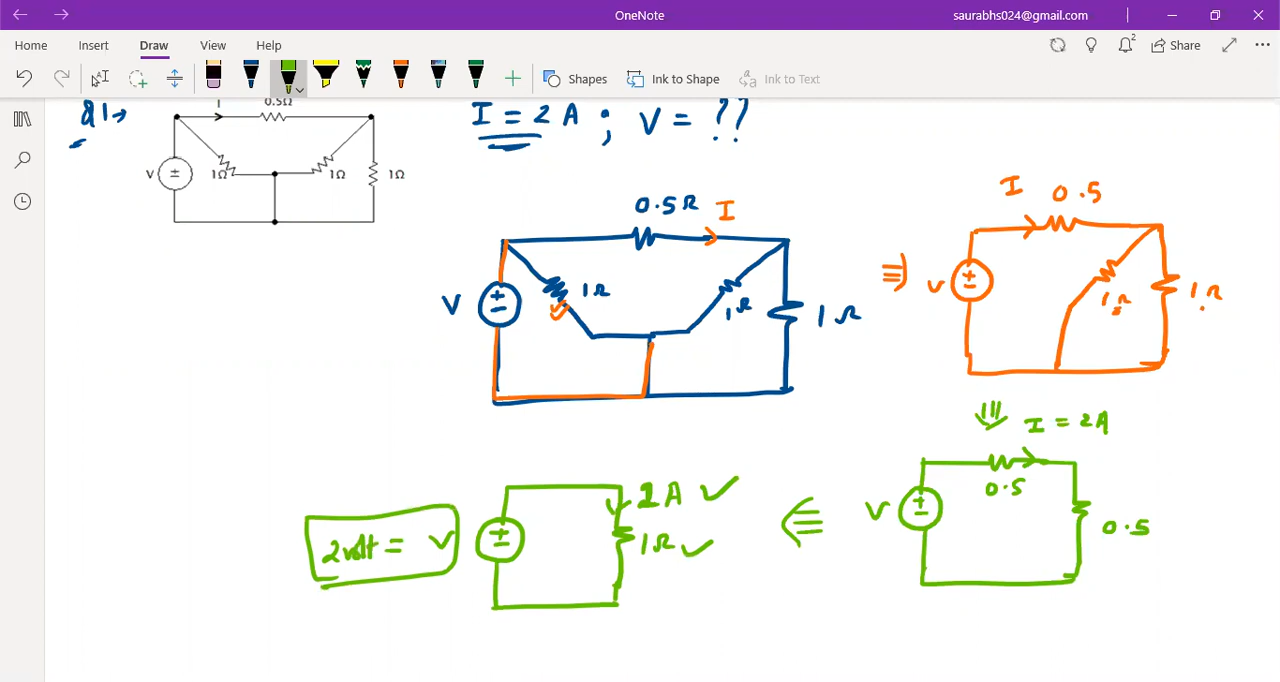 OneNote
saurabhs024@gmail.com
Home Insert Draw View Help
Share
Shapes Ink to Shape Ink to Text
Q1→
I 0.5Ω
V ± 1Ω 1Ω 1Ω
I = 2 A ; V = ??
0.5Ω I
V ± 1Ω 1Ω 1Ω
⇛ I 0.5
V ± 1Ω 1Ω
I = 2A
V ± 0.5
0.5
2volt = V ± 2A ✓
1Ω ✓